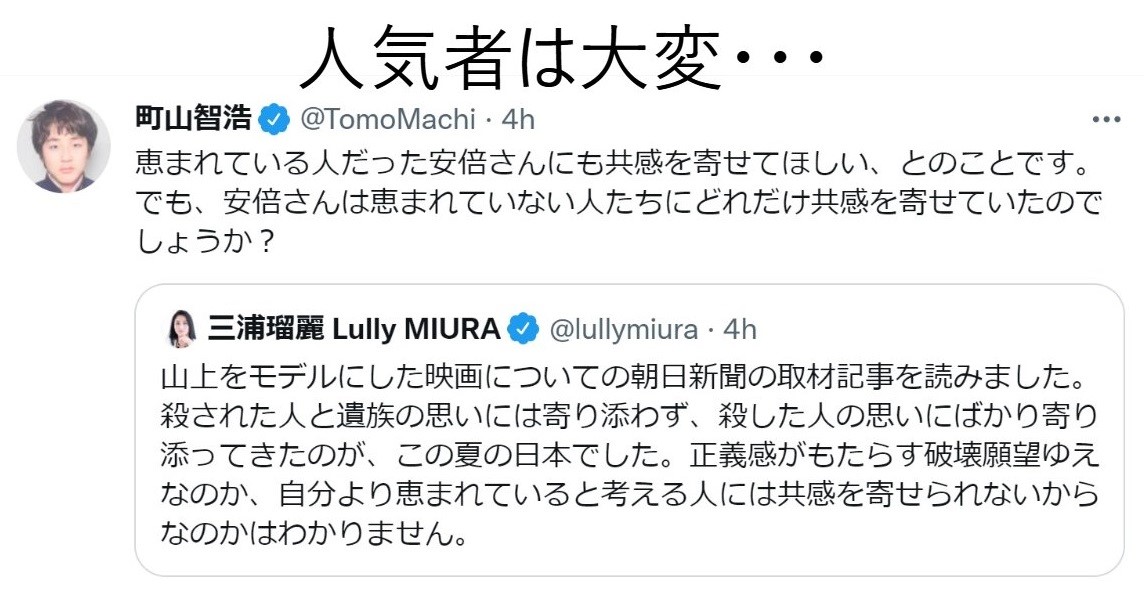 人気者は大変･･･
町山智浩 @TomoMachi · 4h
恵まれている人だった安倍さんにも共感を寄せてほしい、とのことです。
でも、安倍さんは恵まれていない人たちにどれだけ共感を寄せていたので
しょうか？
三浦瑠麗 Lully MIURA @lullymiura · 4h
山上をモデルにした映画についての朝日新聞の取材記事を読みました。
殺された人と遺族の思いには寄り添わず、殺した人の思いにばかり寄り
添ってきたのが、この夏の日本でした。正義感がもたらす破壊願望ゆえ
なのか、自分より恵まれていると考える人には共感を寄せられないから
なのかはわかりません。